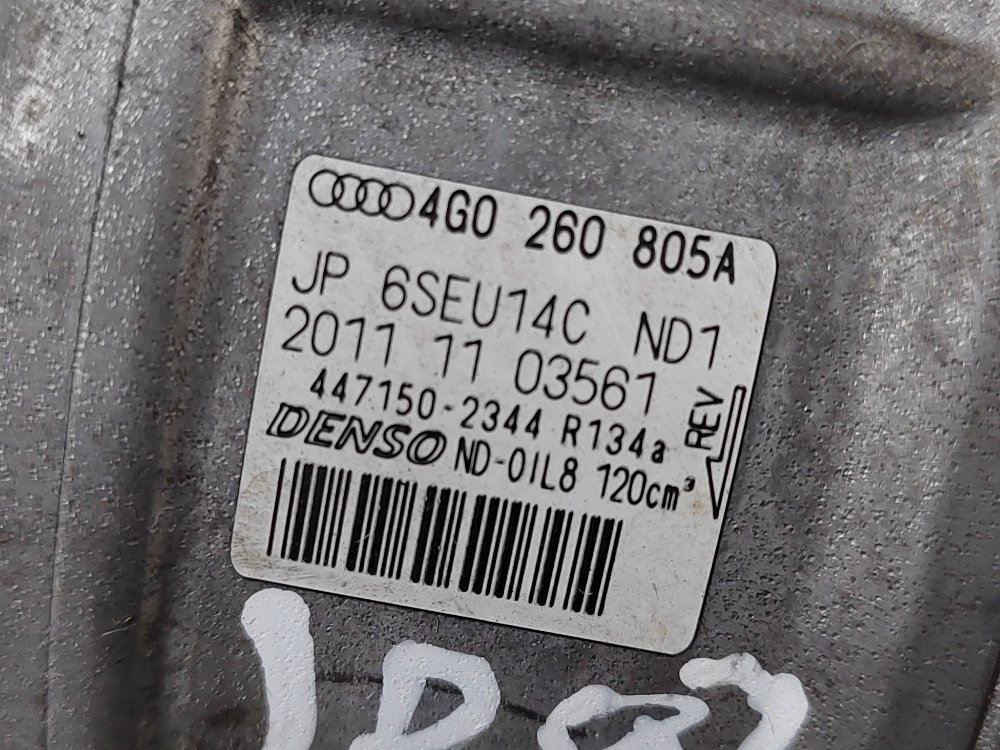 4G0 260 805A
JP 6SEU14C ND1
2011 11 03561
447150-2344 R134a
DENSO ND-OIL8 120cm³
REV